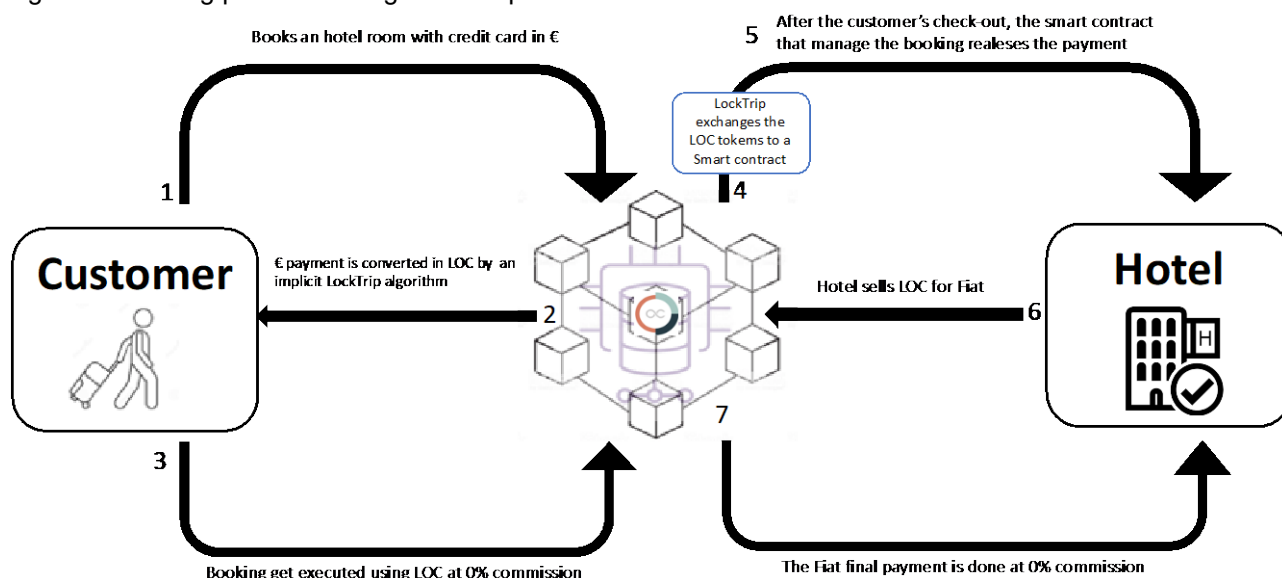 Books an hotel room with credit card in €
5
After the customer's check-out, the smart contract
that manage the booking realeses the payment
LockTrip
exchanges the
LOC tokems to a
Smart contract
1
4
Customer
€ payment is converted in LOC by an
implicit LockTrip algorithm
2
Hotel sells LOC for Fiat
6
Hotel
H
3
7
Booking get executed using LOC at 0% commission
The Fiat final payment is done at 0% commission